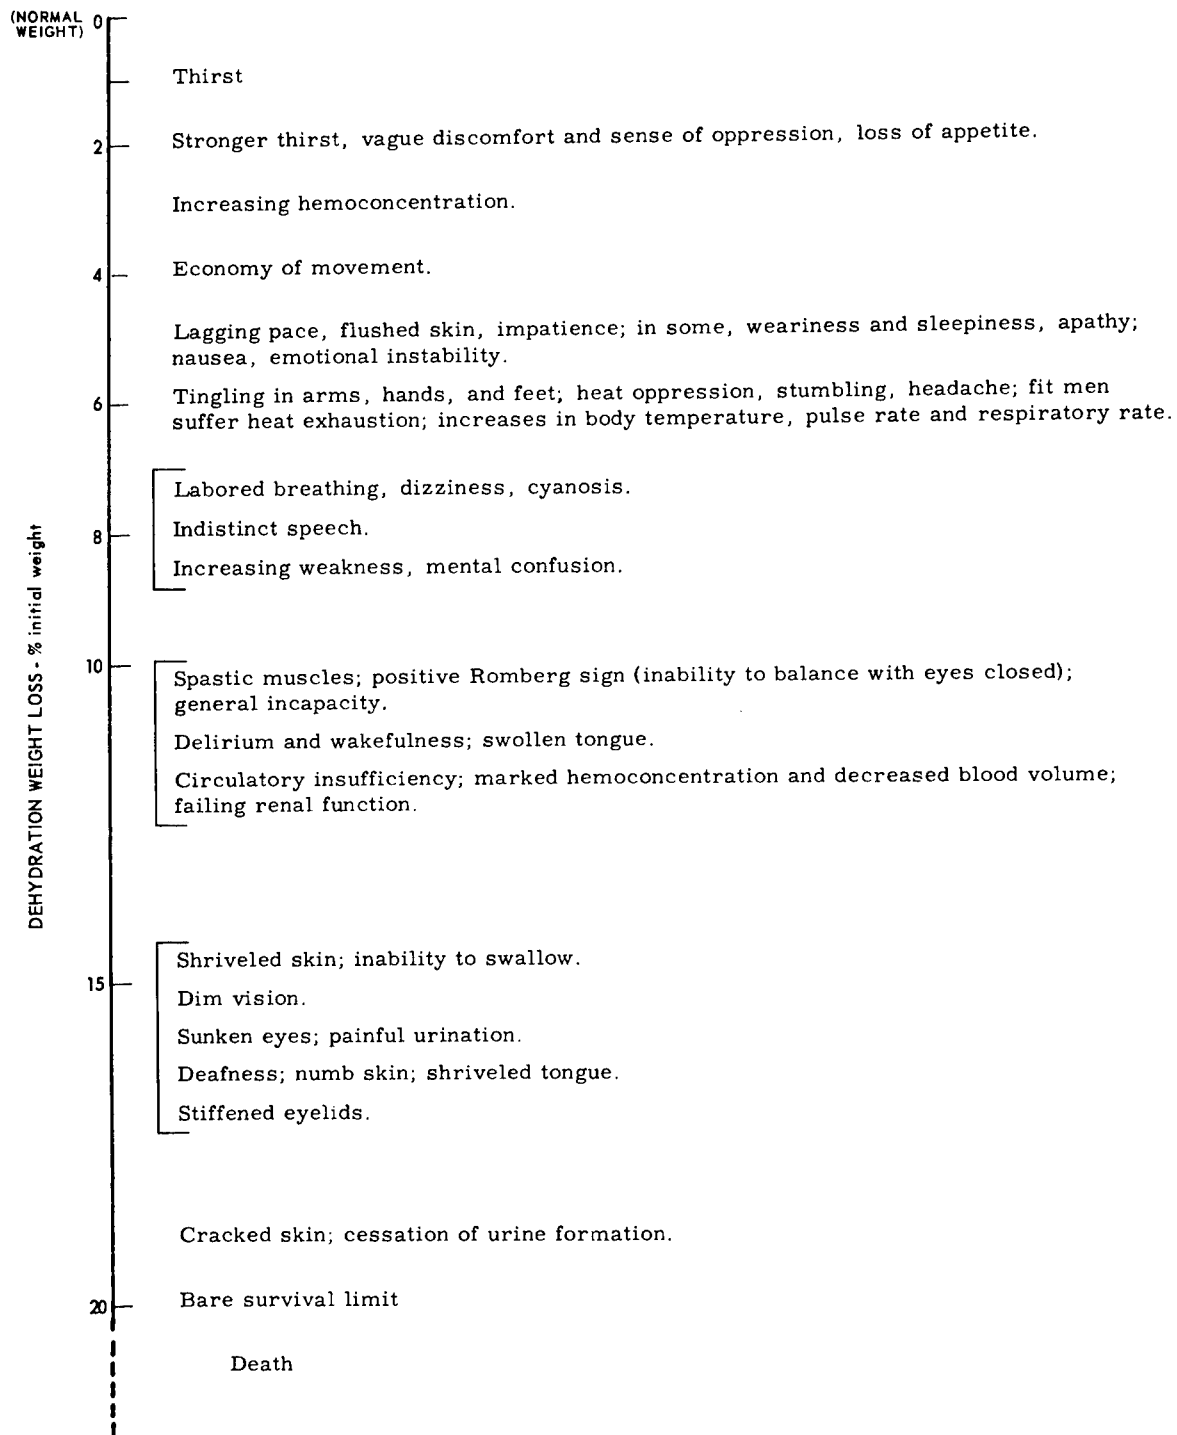 (NORMAL
WEIGHT) 0
Thirst
2 Stronger thirst, vague discomfort and sense of oppression, loss of appetite.
Increasing hemoconcentration.
4 Economy of movement.
Lagging pace, flushed skin, impatience; in some, weariness and sleepiness, apathy;
nausea, emotional instability.
6 Tingling in arms, hands, and feet; heat oppression, stumbling, headache; fit men
suffer heat exhaustion; increases in body temperature, pulse rate and respiratory rate.
Labored breathing, dizziness, cyanosis.
8 Indistinct speech.
Increasing weakness, mental confusion.
DEHYDRATION WEIGHT LOSS - % initial weight
10 Spastic muscles; positive Romberg sign (inability to balance with eyes closed);
general incapacity.
Delirium and wakefulness; swollen tongue.
Circulatory insufficiency; marked hemoconcentration and decreased blood volume;
failing renal function.
Shriveled skin; inability to swallow.
15
Dim vision.
Sunken eyes; painful urination.
Deafness; numb skin; shriveled tongue.
Stiffened eyelids.
Cracked skin; cessation of urine formation.
20 Bare survival limit
Death